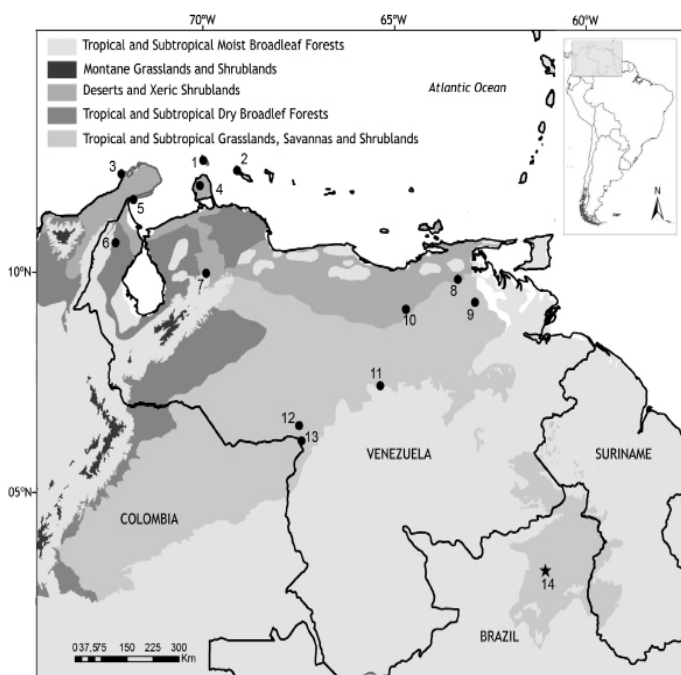 70°W
65°W
60°W
Tropical and Subtropical Moist Broadleaf Forests
Montane Grasslands and Shrublands
Deserts and Xeric Shrublands
Tropical and Subtropical Dry Broadlef Forests
Tropical and Subtropical Grasslands, Savannas and Shrublands
Atlantic Ocean
N
1
2
3
4
5
6
10°N
7
8
9
10
11
12
13
VENEZUELA
SURINAME
05°N
COLOMBIA
14
BRAZIL
0 37,5 75 150 225 300
Km